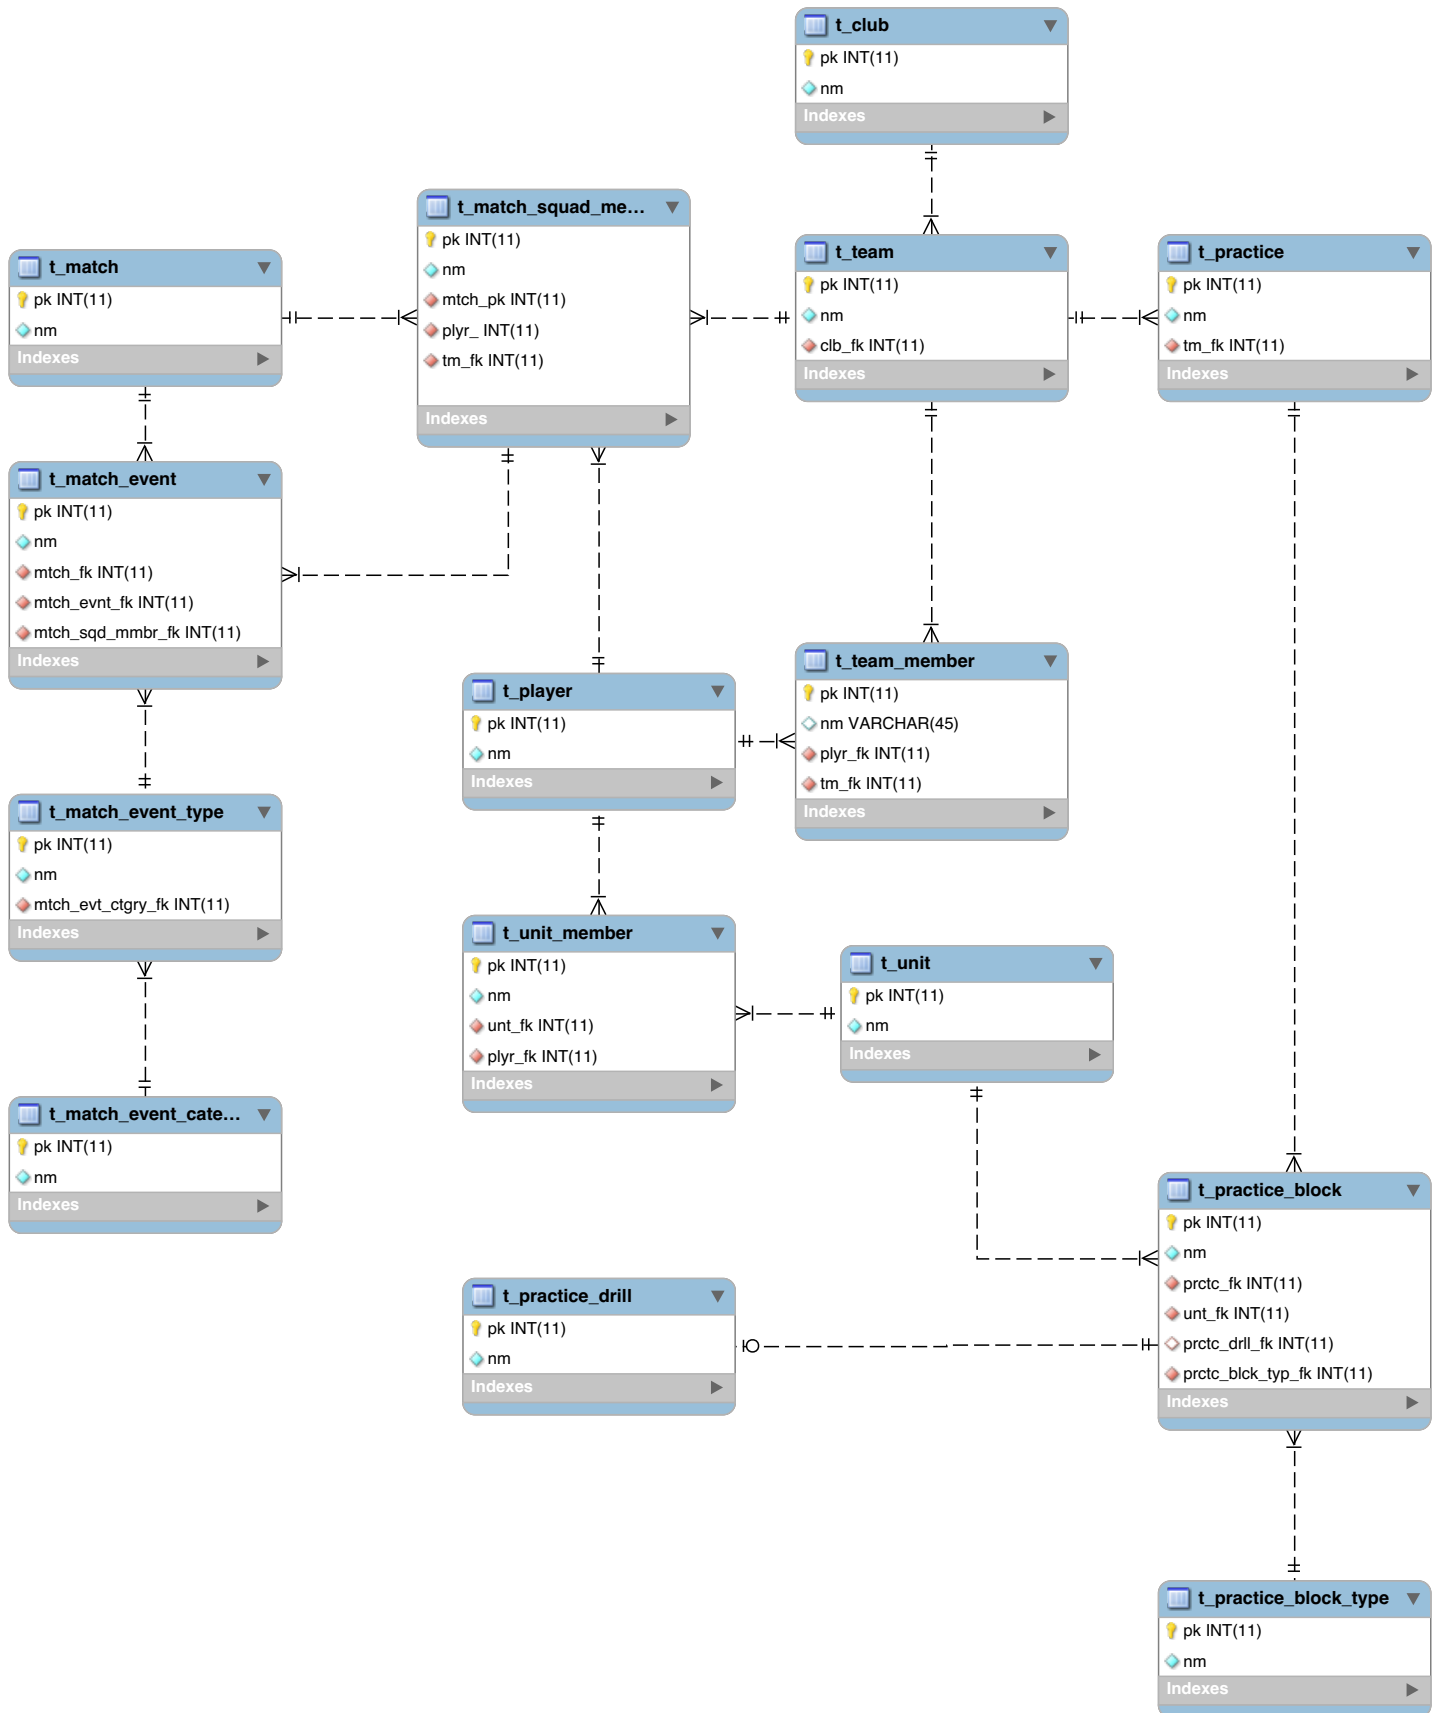 t_club
pk INT(11)
nm
Indexes
t_match_squad_me...
pk INT(11)
nm
mtch_pk INT(11)
plyr_ INT(11)
tm_fk INT(11)
Indexes
t_match
pk INT(11)
nm
Indexes
t_team
pk INT(11)
nm
clb_fk INT(11)
Indexes
t_practice
pk INT(11)
nm
tm_fk INT(11)
Indexes
t_match_event
pk INT(11)
nm
mtch_fk INT(11)
mtch_evnt_fk INT(11)
mtch_sqd_mmbr_fk INT(11)
Indexes
t_player
pk INT(11)
nm
Indexes
t_team_member
pk INT(11)
nm VARCHAR(45)
plyr_fk INT(11)
tm_fk INT(11)
Indexes
t_match_event_type
pk INT(11)
nm
mtch_evt_ctgry_fk INT(11)
Indexes
t_unit_member
pk INT(11)
nm
unt_fk INT(11)
plyr_fk INT(11)
Indexes
t_unit
pk INT(11)
nm
Indexes
t_match_event_cate...
pk INT(11)
nm
Indexes
t_practice_block
pk INT(11)
nm
prctc_fk INT(11)
unt_fk INT(11)
prctc_drll_fk INT(11)
prctc_blck_typ_fk INT(11)
Indexes
t_practice_drill
pk INT(11)
nm
Indexes
t_practice_block_type
pk INT(11)
nm
Indexes